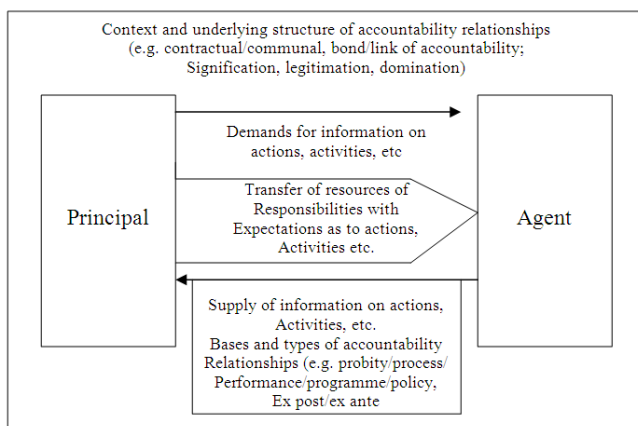 Context and underlying structure of accountability relationships
(e.g. contractual/communal, bond/link of accountability;
Signification, legitimation, domination)
Demands for information on
actions, activities, etc
Principal
Transfer of resources of
Responsibilities with
Expectations as to actions,
Activities etc.
Agent
Supply of information on actions,
Activities, etc.
Bases and types of accountability
Relationships (e.g. probity/process/
Performance/programme/policy,
Ex post/ex ante